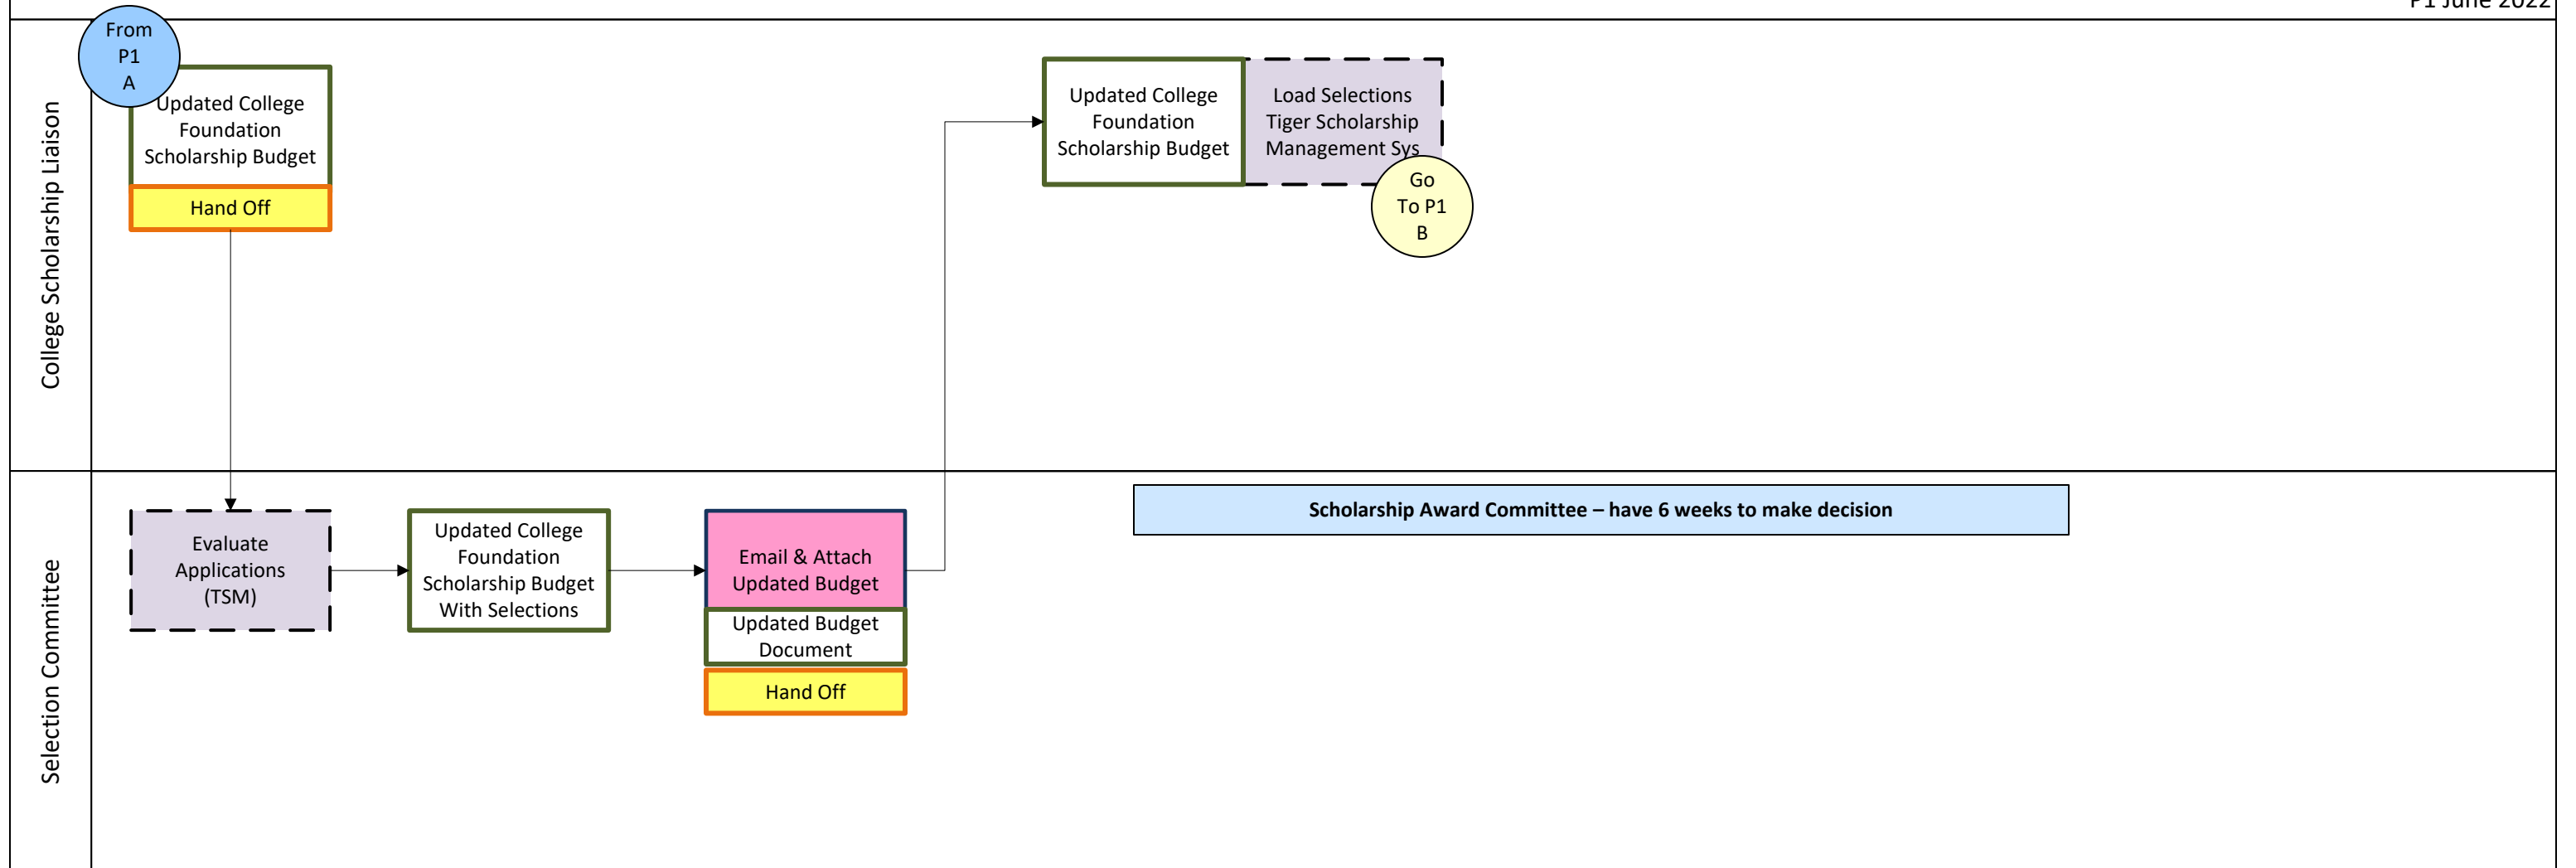 P1 June 2022
From
P1
A
College Scholarship Liaison
Updated College
Foundation
Scholarship Budget
Hand Off
Updated College
Foundation
Scholarship Budget
Load Selections
Tiger Scholarship
Management Sys
Go
To P1
B
Selection Committee
Evaluate
Applications
(TSM)
Updated College
Foundation
Scholarship Budget
With Selections
Email & Attach
Updated Budget
Updated Budget
Document
Hand Off
Scholarship Award Committee – have 6 weeks to make decision